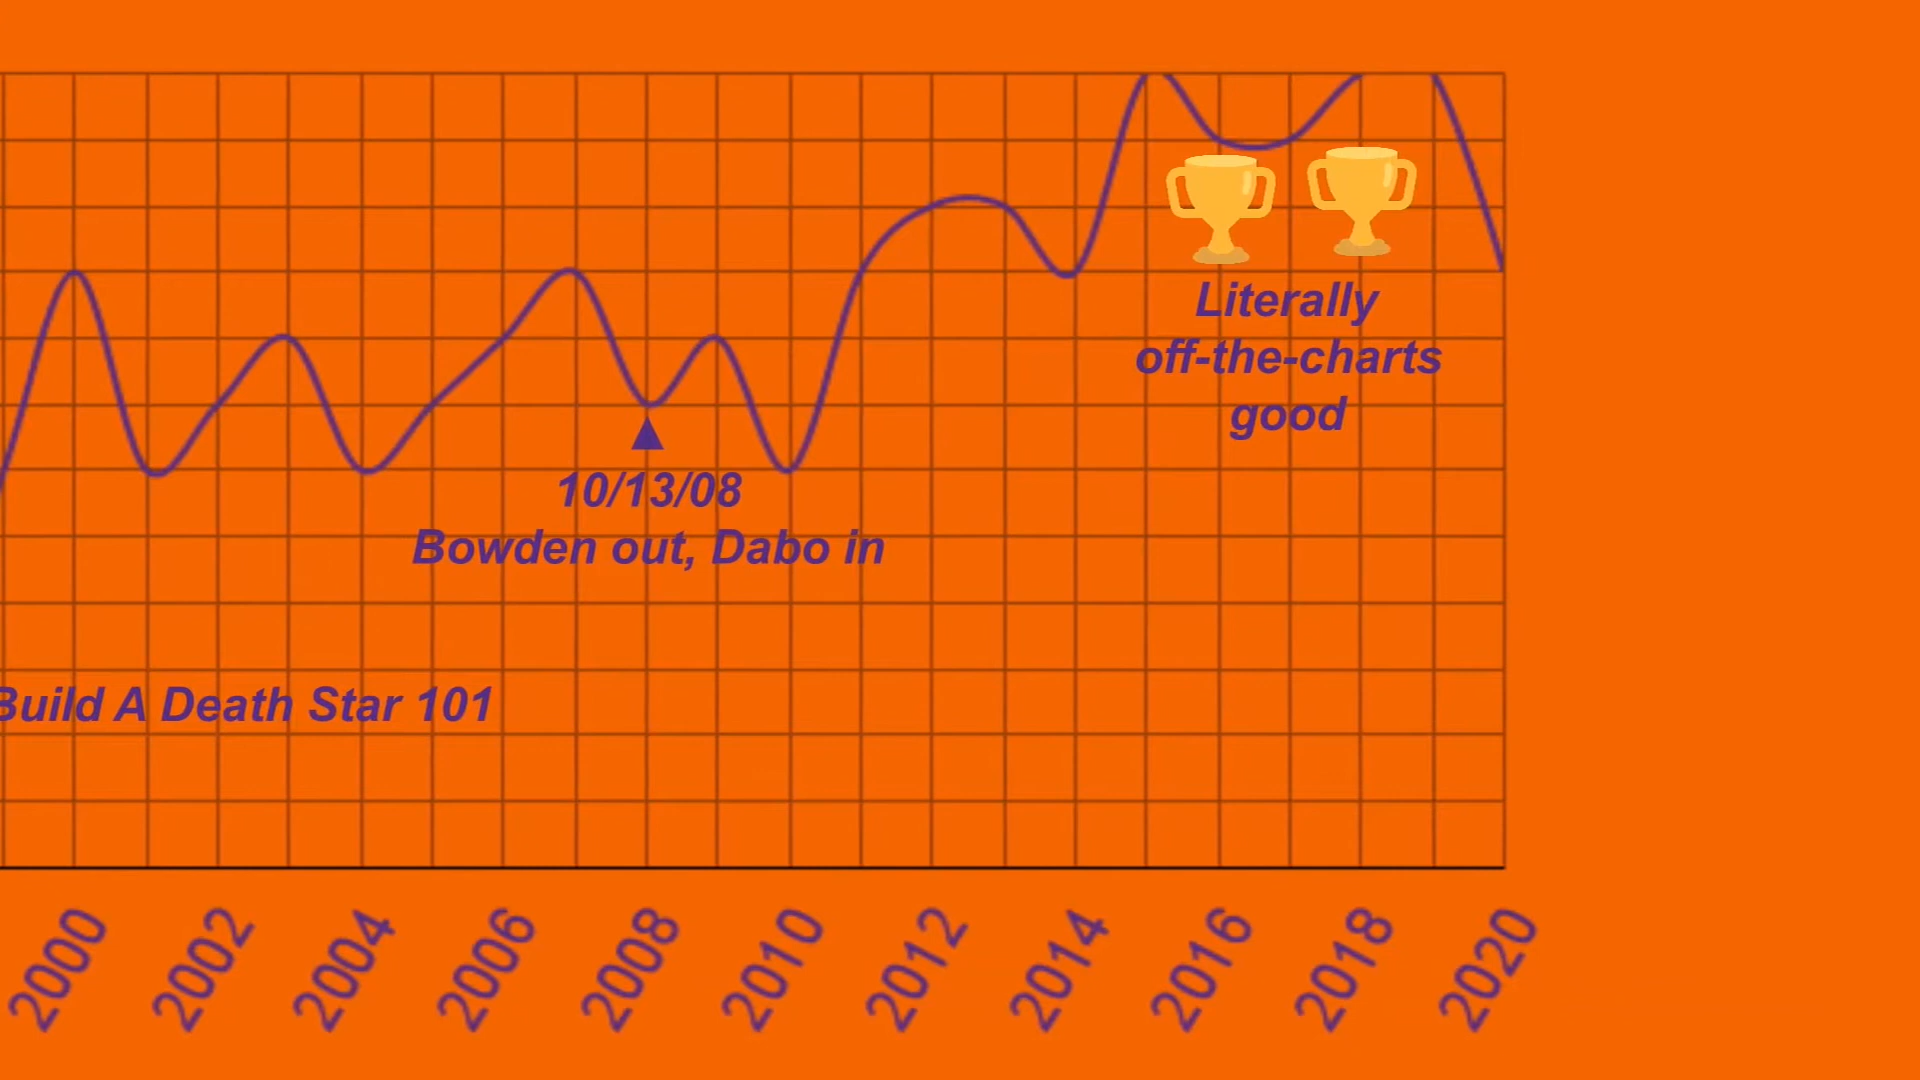 Literally
off-the-charts
good
10/13/08
Bowden out, Dabo in
Build A Death Star 101
2000
2002
2004
2006
2008
2010
2012
2014
2016
2018
2020